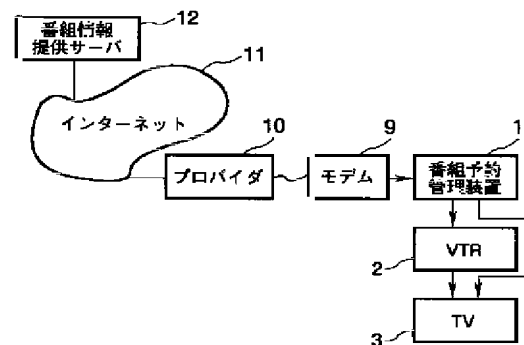 12
番組情報
提供サーバ
11
インターネット
10
プロバイダ
9
モデム
1
番組予約
管理装置
2
VTR
3
TV